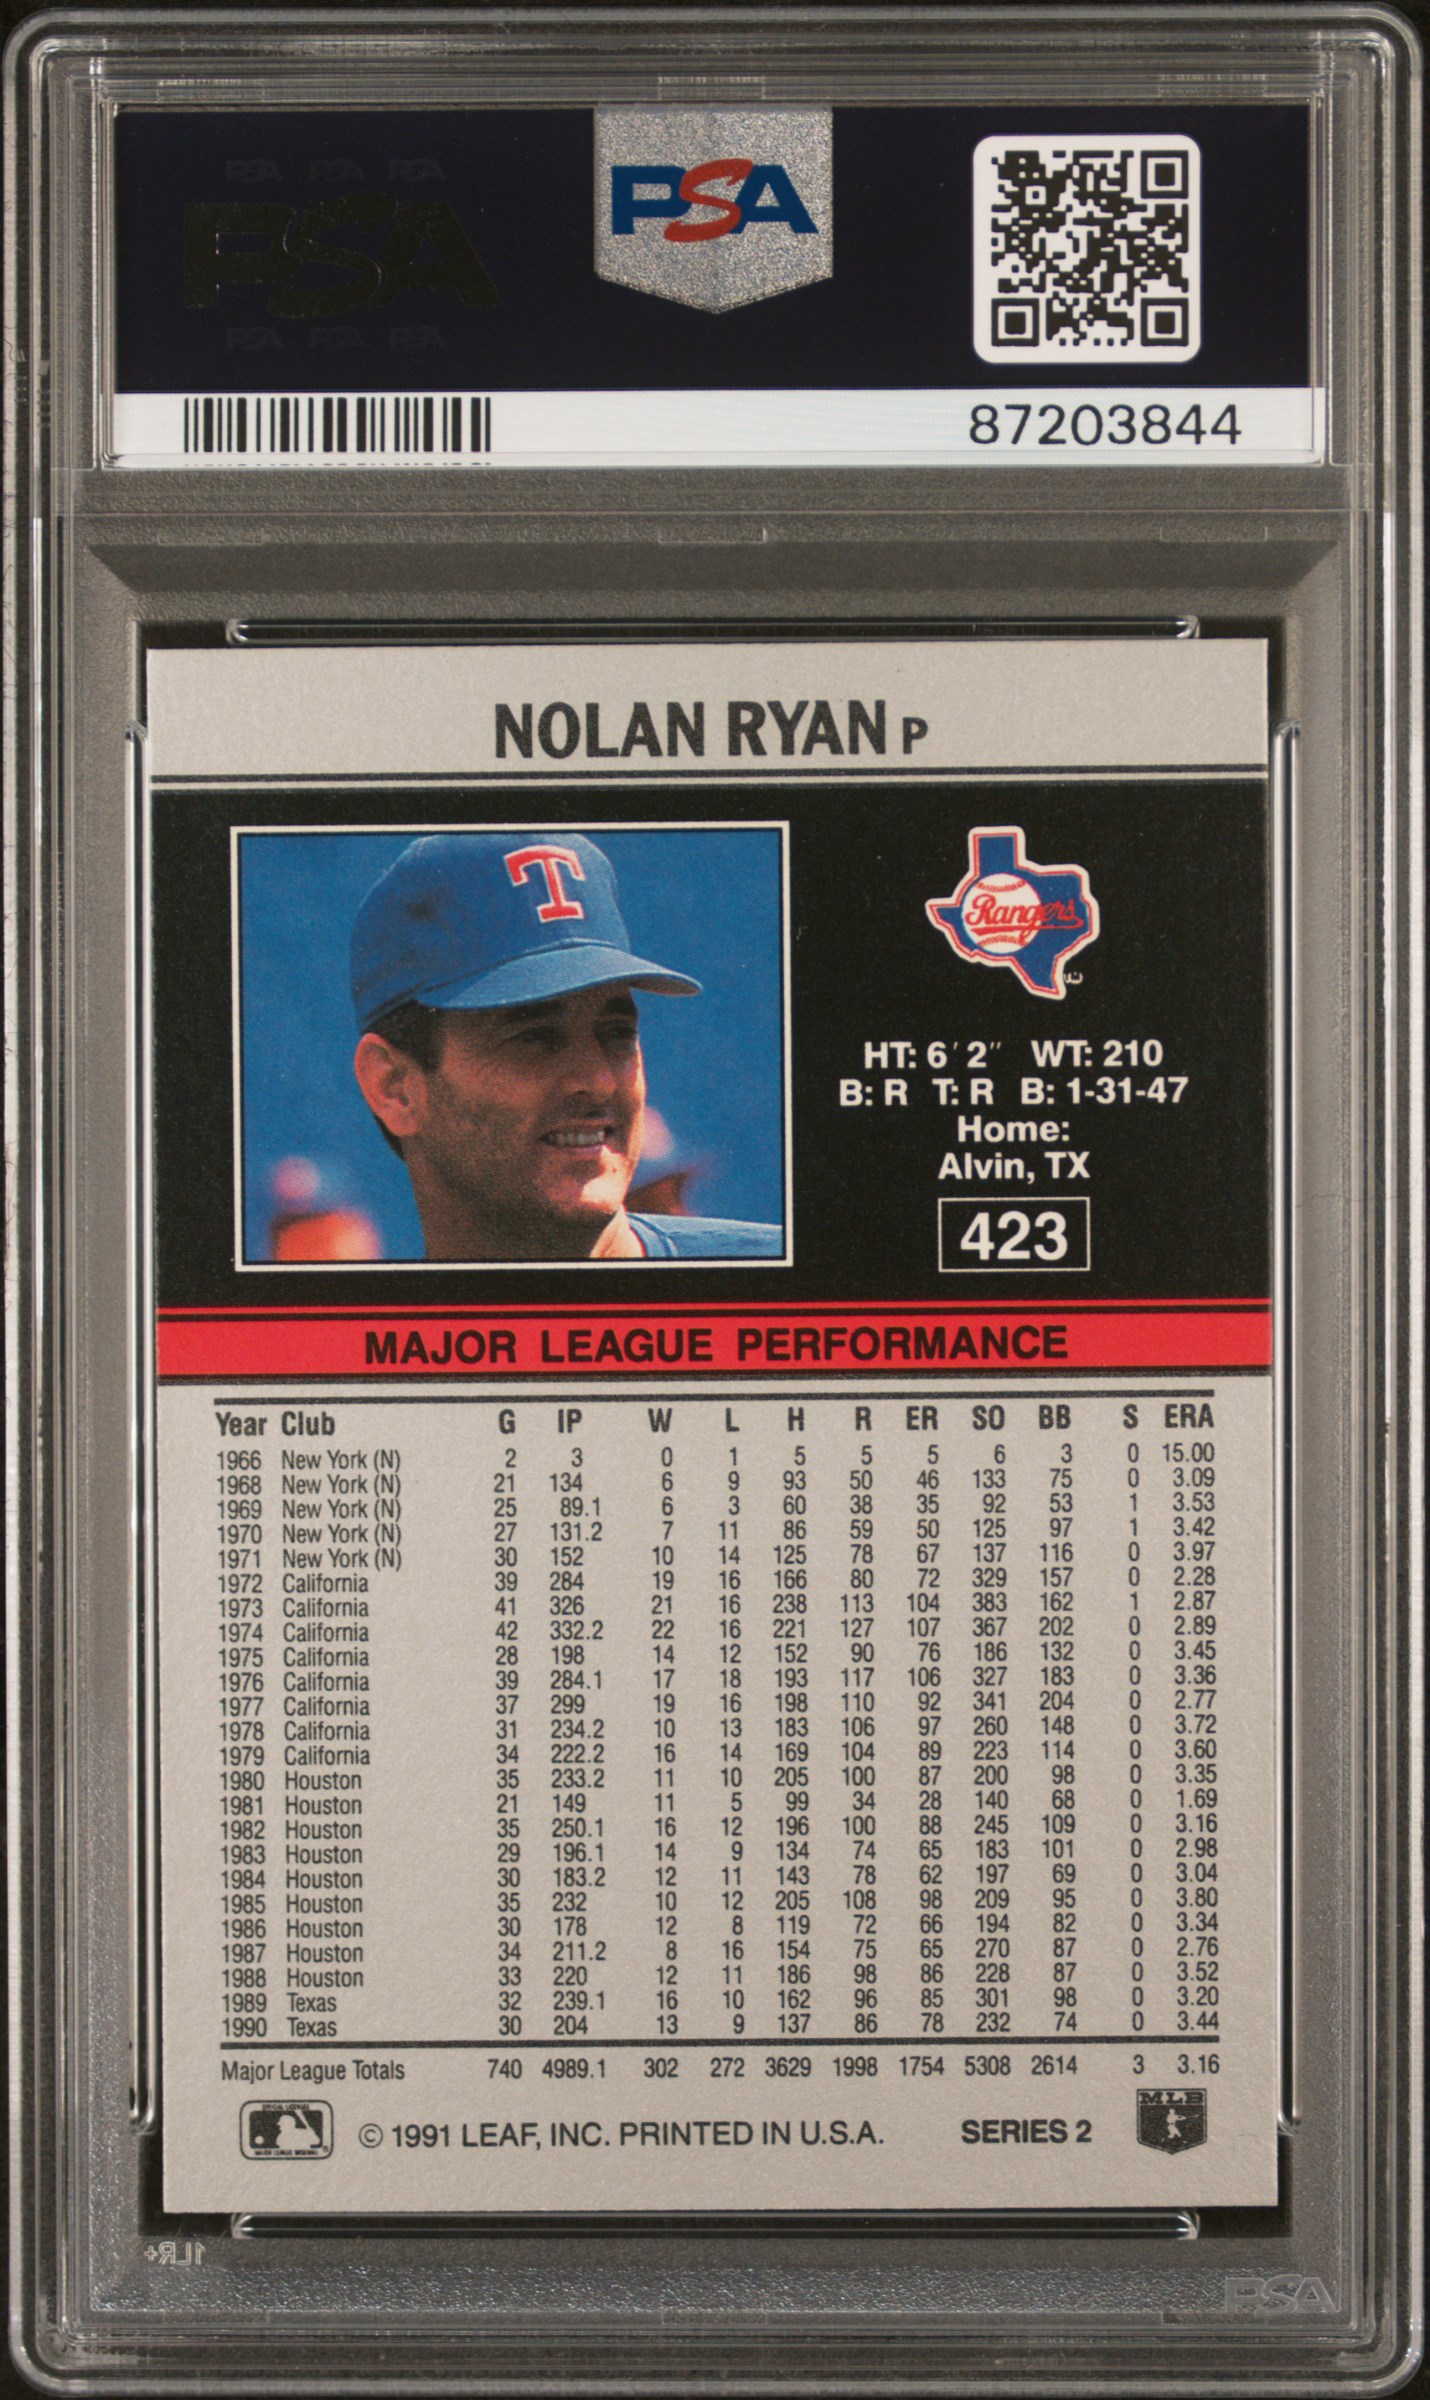 PSA PSA PSA
PSA
PSA PSA PSA
PSA
87203844
NOLAN RYAN P
T
Rangers
TM
HT: 6' 2" WT: 210
B: R T: R B: 1-31-47
Home:
Alvin, TX
423
MAJOR LEAGUE PERFORMANCE
Year Club G IP W L H R ER SO BB S ERA
1966 New York (N) 2 3 0 1 5 5 5 6 3 0 15.00
1968 New York (N) 21 134 6 9 93 50 46 133 75 0 3.09
1969 New York (N) 25 89.1 6 3 60 38 35 92 53 1 3.53
1970 New York (N) 27 131.2 7 11 86 59 50 125 97 1 3.42
1971 New York (N) 30 152 10 14 125 78 67 137 116 0 3.97
1972 California 39 284 19 16 166 80 72 329 157 0 2.28
1973 California 41 326 21 16 238 113 104 383 162 1 2.87
1974 California 42 332.2 22 16 221 127 107 367 202 0 2.89
1975 California 28 198 14 12 152 90 76 186 132 0 3.45
1976 California 39 284.1 17 18 193 117 106 327 183 0 3.36
1977 California 37 299 19 16 198 110 92 341 204 0 2.77
1978 California 31 234.2 10 13 183 106 97 260 148 0 3.72
1979 California 34 222.2 16 14 169 104 89 223 114 0 3.60
1980 Houston 35 233.2 11 10 205 100 87 200 98 0 3.35
1981 Houston 21 149 11 5 99 34 28 140 68 0 1.69
1982 Houston 35 250.1 16 12 196 100 88 245 109 0 3.16
1983 Houston 29 196.1 14 9 134 74 65 183 101 0 2.98
1984 Houston 30 183.2 12 11 143 78 62 197 69 0 3.04
1985 Houston 35 232 10 12 205 108 98 209 95 0 3.80
1986 Houston 30 178 12 8 119 72 66 194 82 0 3.34
1987 Houston 34 211.2 8 16 154 75 65 270 87 0 2.76
1988 Houston 33 220 12 11 186 98 86 228 87 0 3.52
1989 Texas 32 239.1 16 10 162 96 85 301 98 0 3.20
1990 Texas 30 204 13 9 137 86 78 232 74 0 3.44
Major League Totals 740 4989.1 302 272 3629 1998 1754 5308 2614 3 3.16
© 1991 LEAF, INC. PRINTED IN U.S.A. SERIES 2
MLB
1LR+
PSA